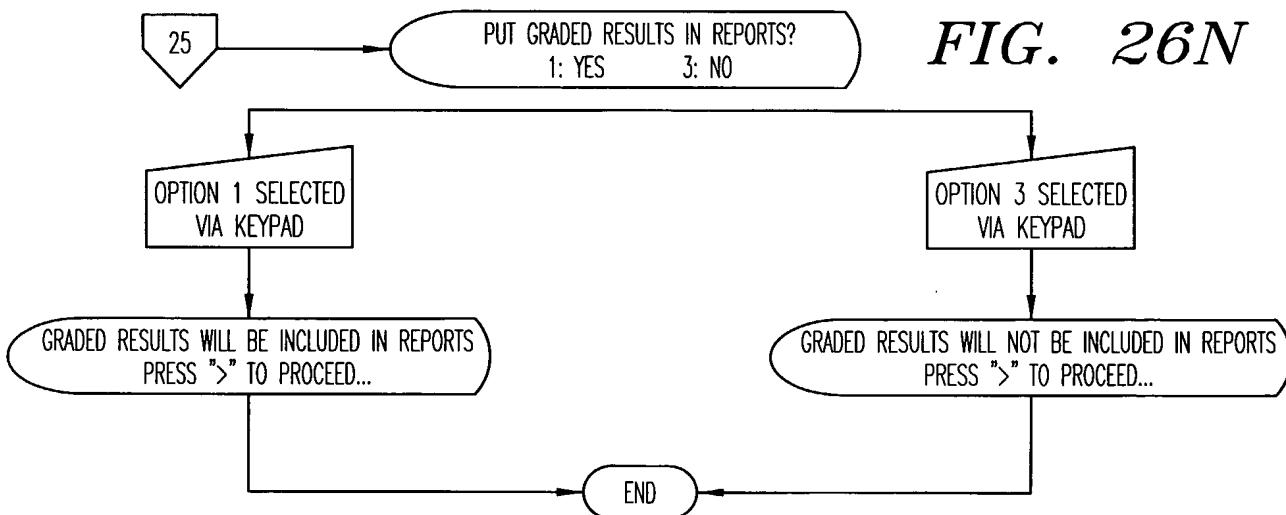 25
PUT GRADED RESULTS IN REPORTS?
1: YES 3: NO
FIG. 26N
OPTION 1 SELECTED
VIA KEYPAD
OPTION 3 SELECTED
VIA KEYPAD
GRADED RESULTS WILL BE INCLUDED IN REPORTS
PRESS ">" TO PROCEED...
GRADED RESULTS WILL NOT BE INCLUDED IN REPORTS
PRESS ">" TO PROCEED...
END